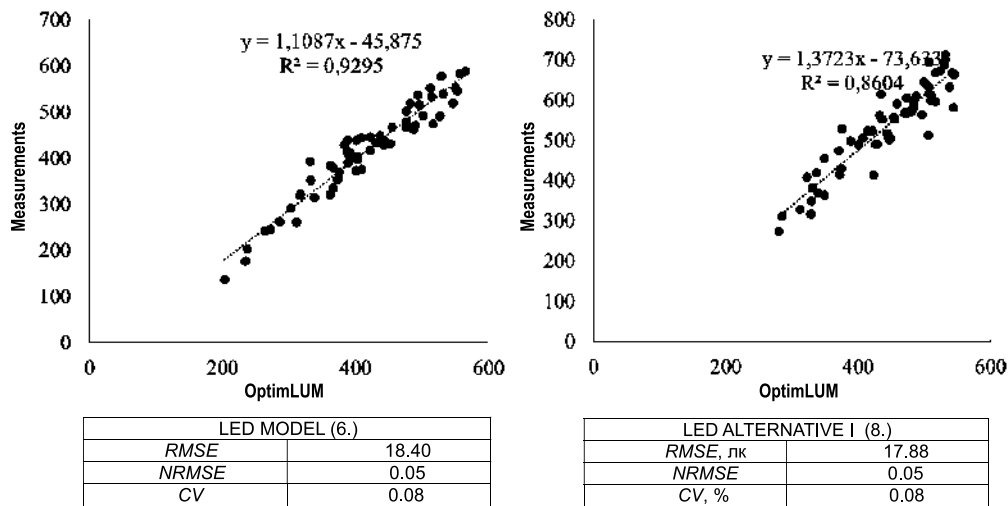 700
600
500
400
300
200
100
0
0
200
400
600
Measurements
OptimLUM
y = 1,1087x - 45,875
R² = 0,9295
800
700
600
500
400
300
200
100
0
0
200
400
600
Measurements
OptimLUM
y = 1,3723x - 73,633
R² = 0,8604
LED MODEL (6.)
RMSE 18.40
NRMSE 0.05
CV 0.08
LED ALTERNATIVE I (8.)
RMSE, лк 17.88
NRMSE 0.05
CV, % 0.08